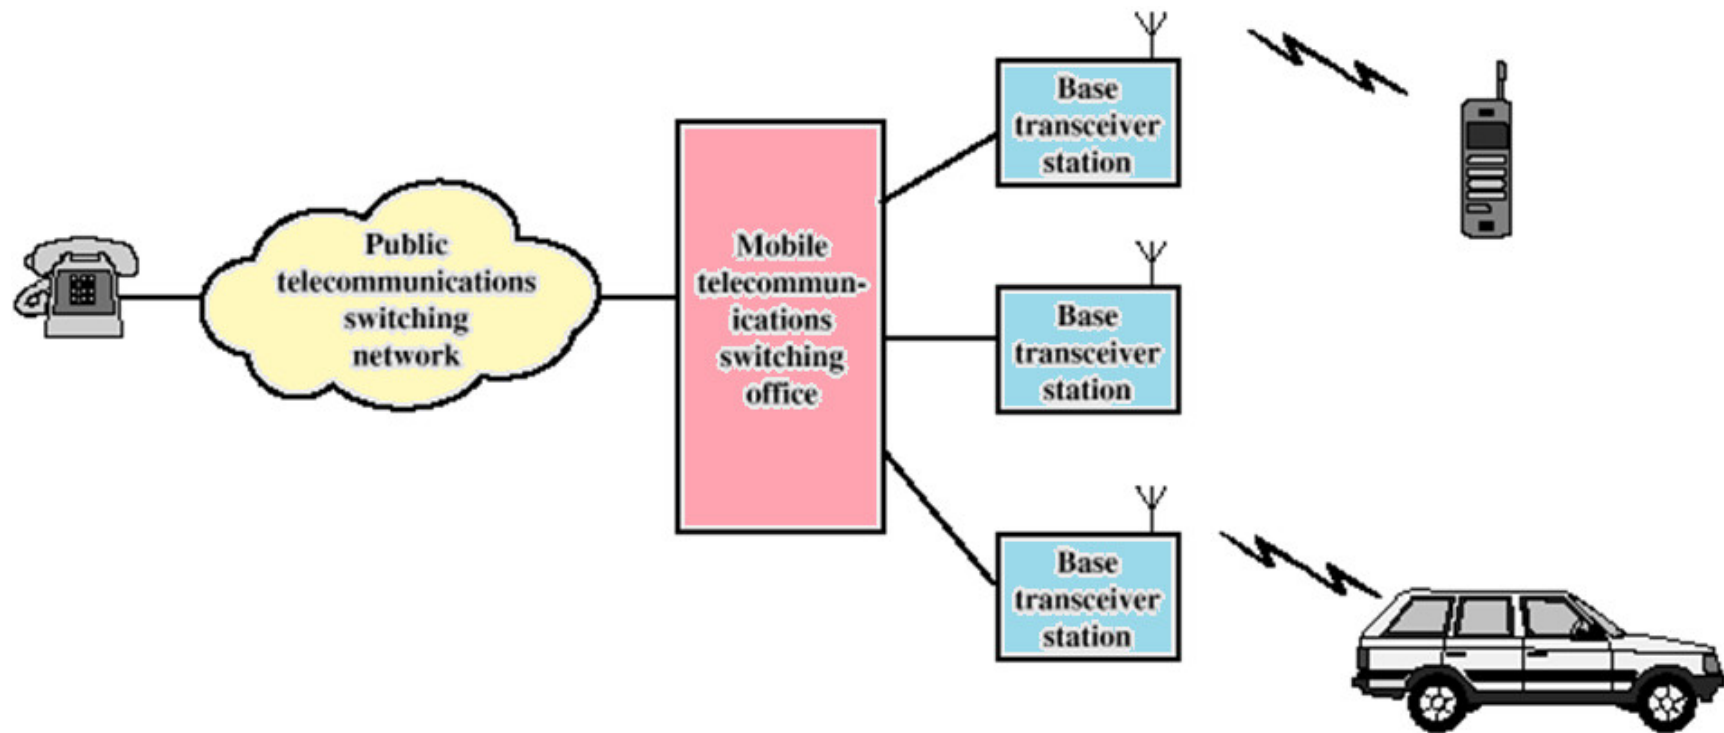 Public
telecommunications
switching
network
Mobile
telecommun-
ications
switching
office
Base
transceiver
station
Base
transceiver
station
Base
transceiver
station